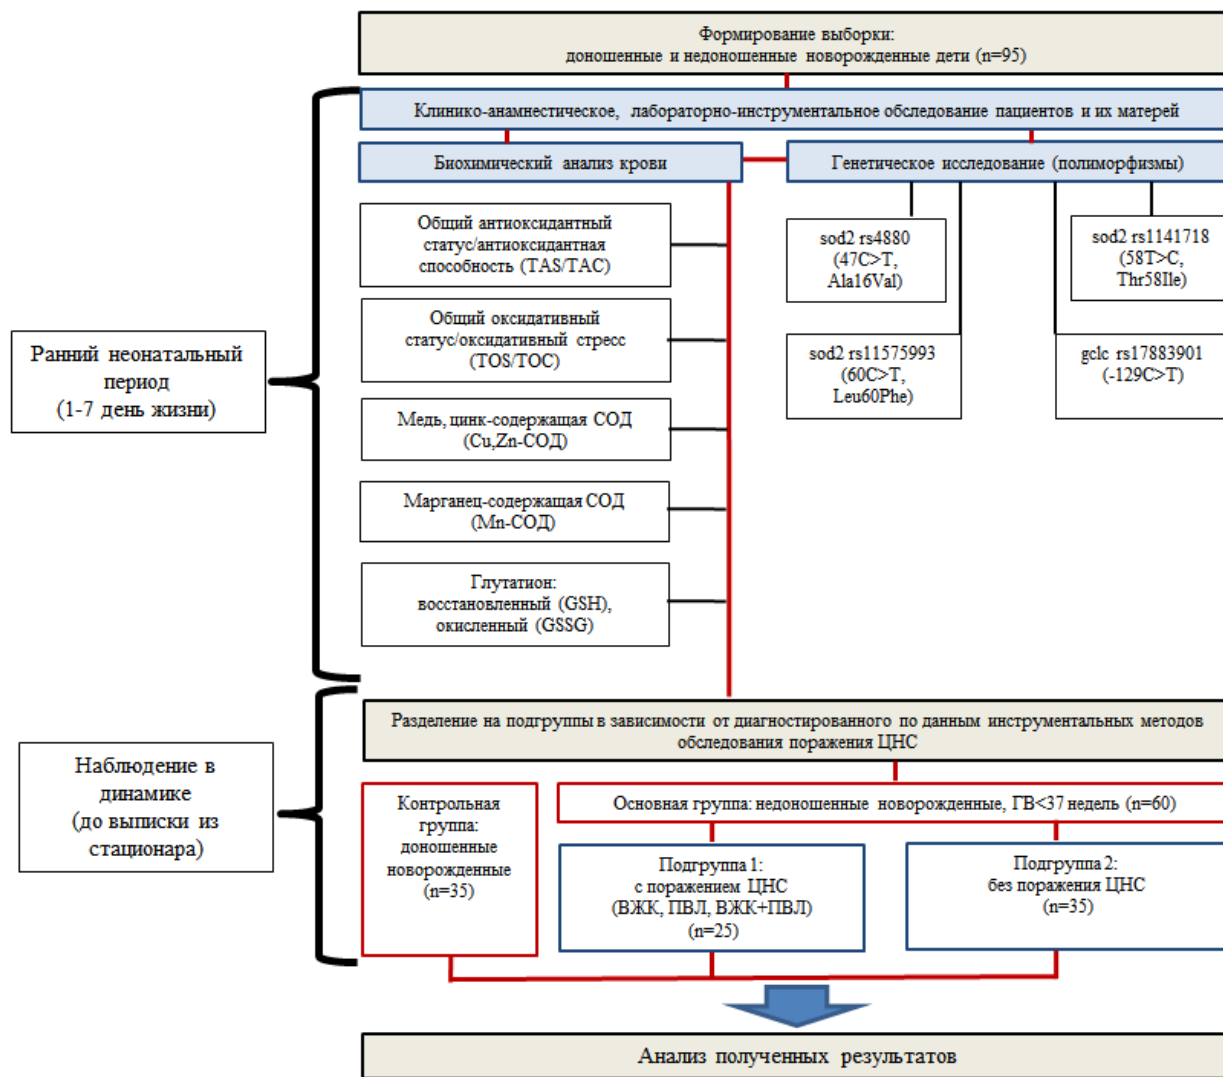 Формирование выборки:
доношенные и недоношенные новорожденные дети (n=95)
Клинико-анамнестическое, лабораторно-инструментальное обследование пациентов и их матерей
Биохимический анализ крови
Генетическое исследование (полиморфизмы)
Общий антиоксидантный
статус/антиоксидантная
способность (TAS/TAC)
Общий оксидативный
статус/оксидативный стресс
(TOS/TOC)
Медь, цинк-содержащая СОД
(Cu,Zn-СОД)
Марганец-содержащая СОД
(Mn-СОД)
Глутатион:
восстановленный (GSH),
окисленный (GSSG)
sod2 rs4880
(47C>T,
Ala16Val)
sod2 rs1141718
(58T>C,
Thr58Ile)
sod2 rs11575993
(60C>T,
Leu60Phe)
gclc rs17883901
(-129C>T)
Ранний неонатальный
период
(1-7 день жизни)
Разделение на подгруппы в зависимости от диагностированного по данным инструментальных методов
обследования поражения ЦНС
Наблюдение в
динамике
(до выписки из
стационара)
Контрольная
группа:
доношенные
новорожденные
(n=35)
Основная группа: недоношенные новорожденные, ГВ<37 недель (n=60)
Подгруппа 1:
с поражением ЦНС
(ВЖК, ПВЛ, ВЖК+ПВЛ)
(n=25)
Подгруппа 2:
без поражения ЦНС
(n=35)
Анализ полученных результатов